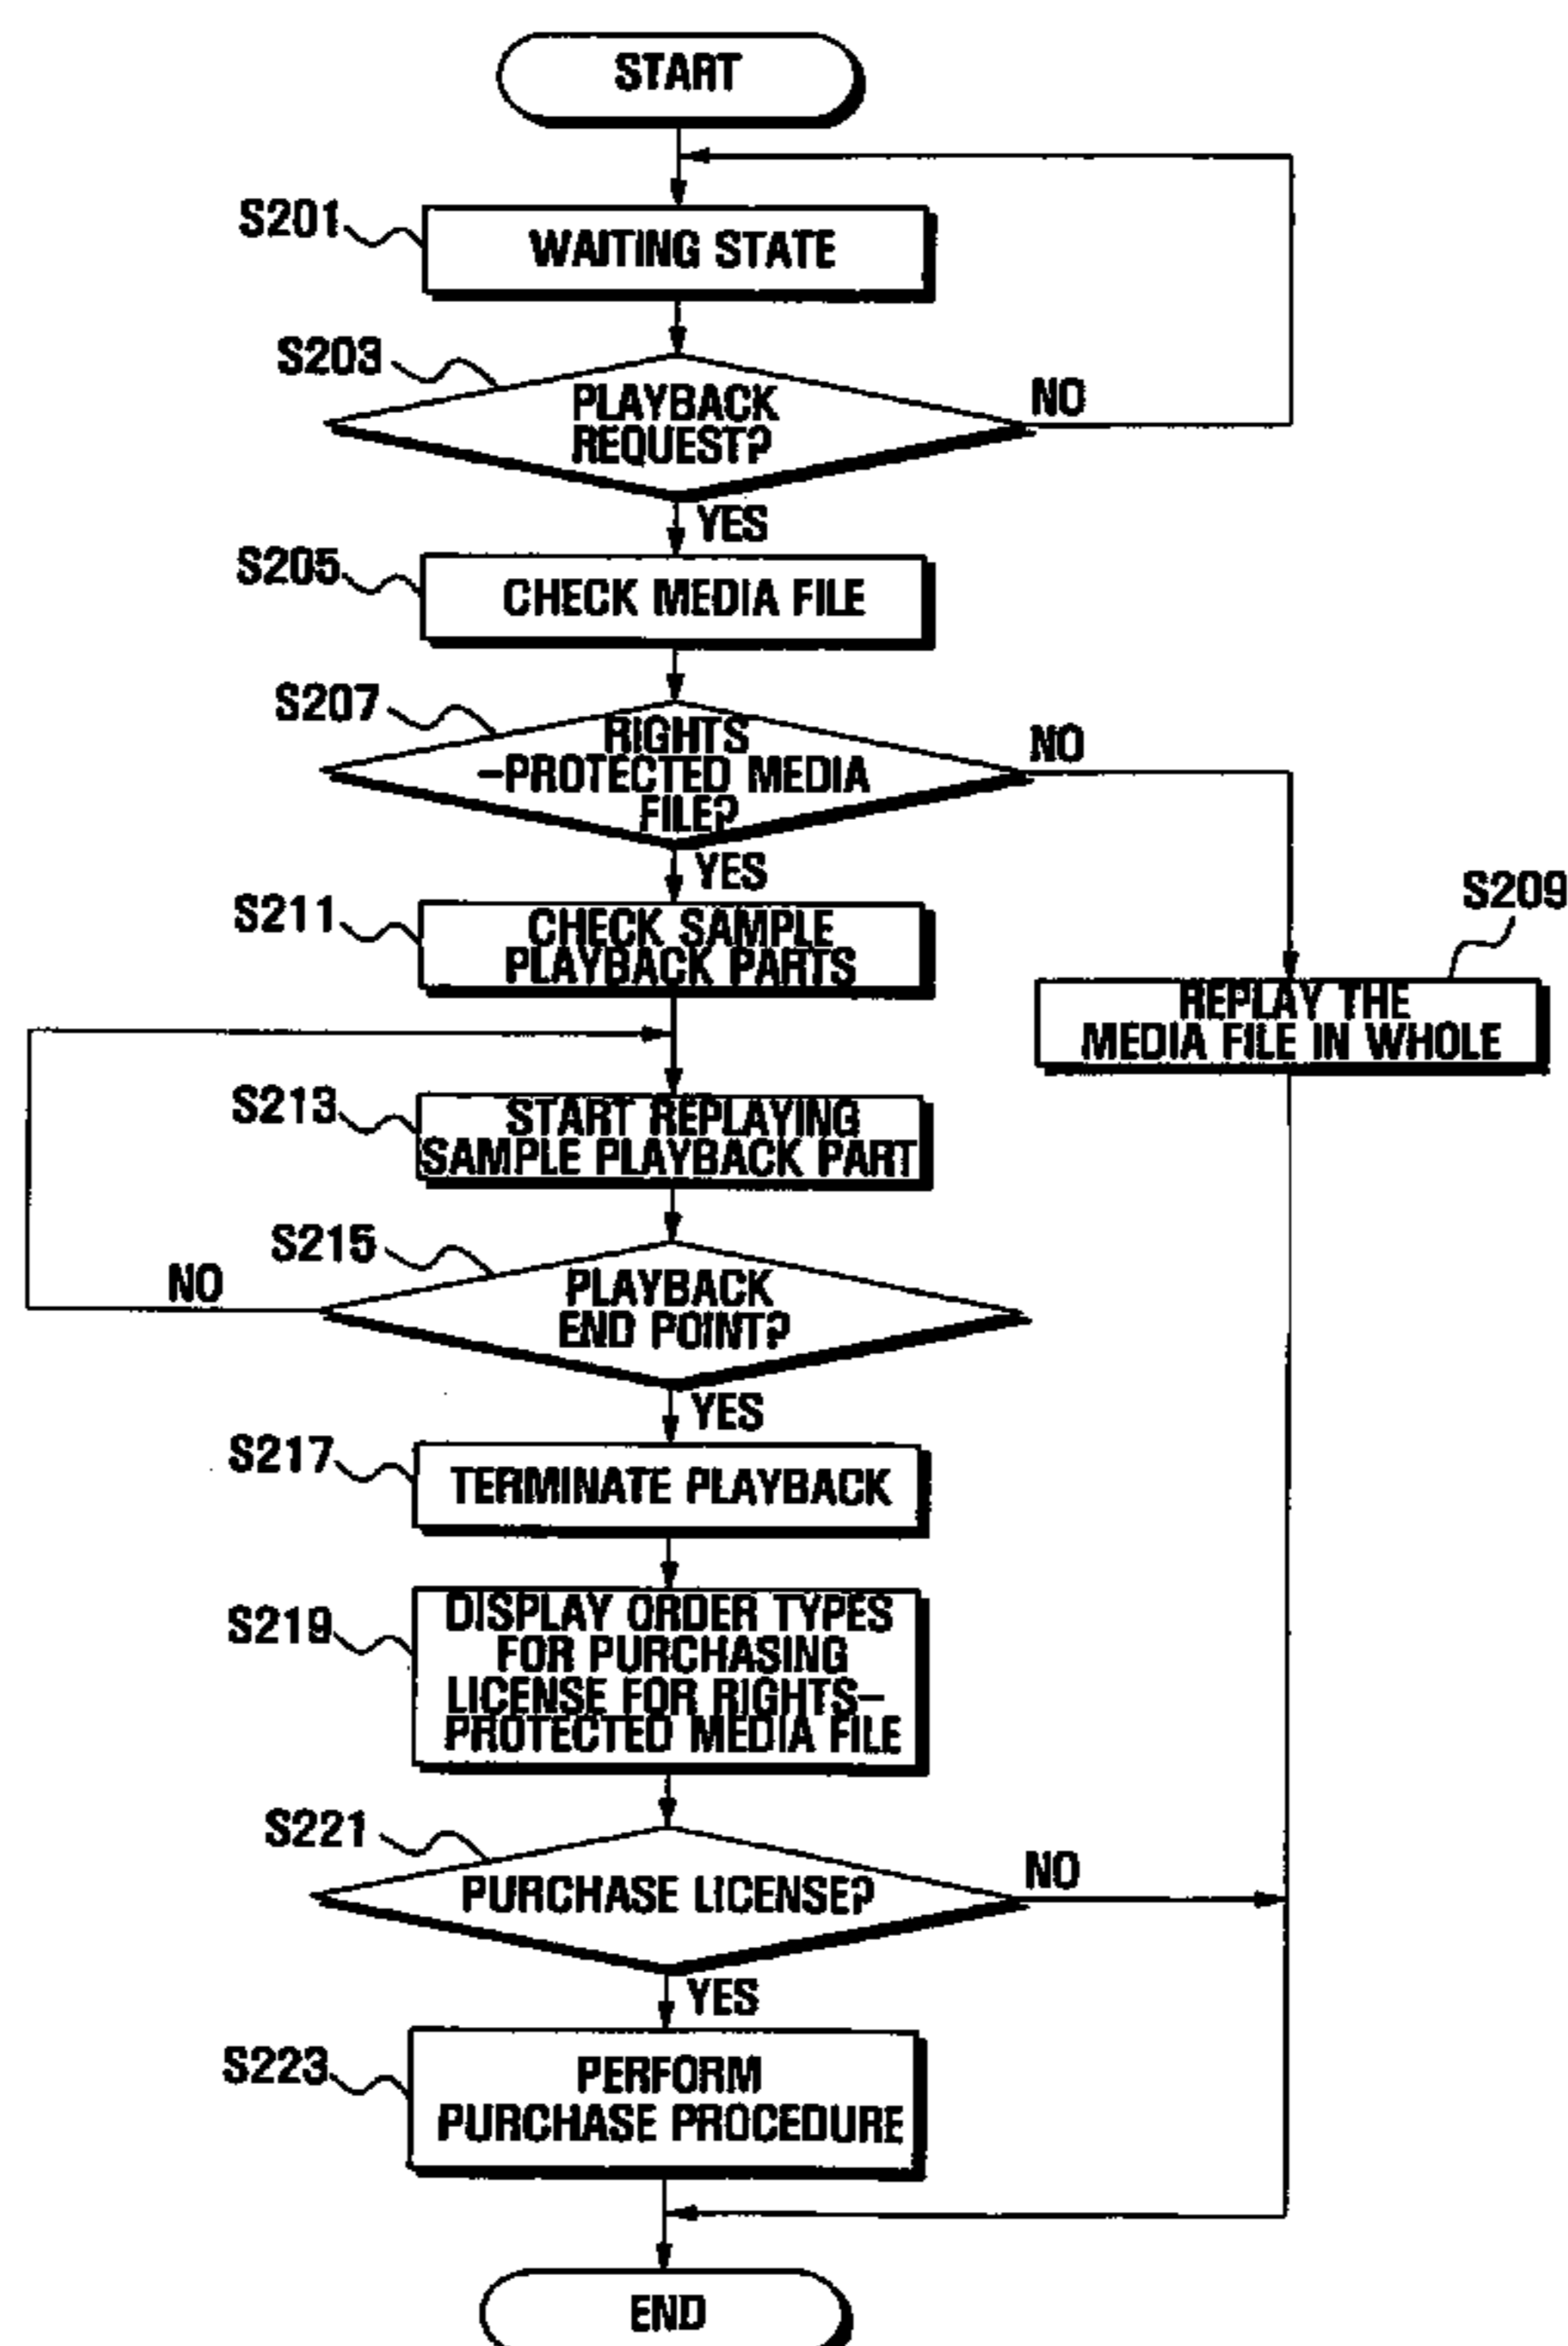 START
S201
WAITING STATE
S203
PLAYBACK
REQUEST?
NO
YES
S205
CHECK MEDIA FILE
S207
RIGHTS
-PROTECTED MEDIA
FILE?
NO
YES
S209
REPLAY THE
MEDIA FILE IN WHOLE
S211
CHECK SAMPLE
PLAYBACK PARTS
S213
START REPLAYING
SAMPLE PLAYBACK PART
S215
PLAYBACK
END POINT?
NO
YES
S217
TERMINATE PLAYBACK
S219
DISPLAY ORDER TYPES
FOR PURCHASING
LICENSE FOR RIGHTS-
PROTECTED MEDIA FILE
S221
PURCHASE LICENSE?
NO
YES
S223
PERFORM
PURCHASE PROCEDURE
END